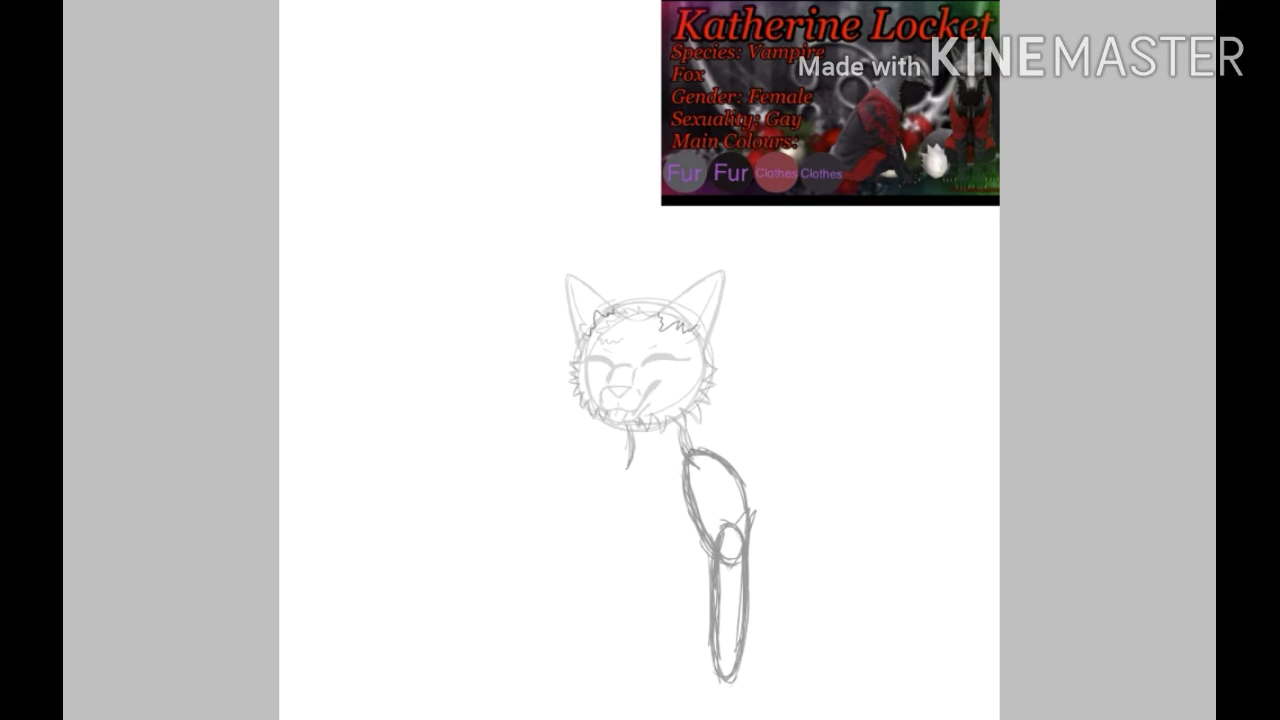 Katherine Locket
Species: Vampire
Fox
Gender: Female
Sexuality: Gay
Main Colours:
Fur Fur Clothes Clothes
Made with KINEMASTER